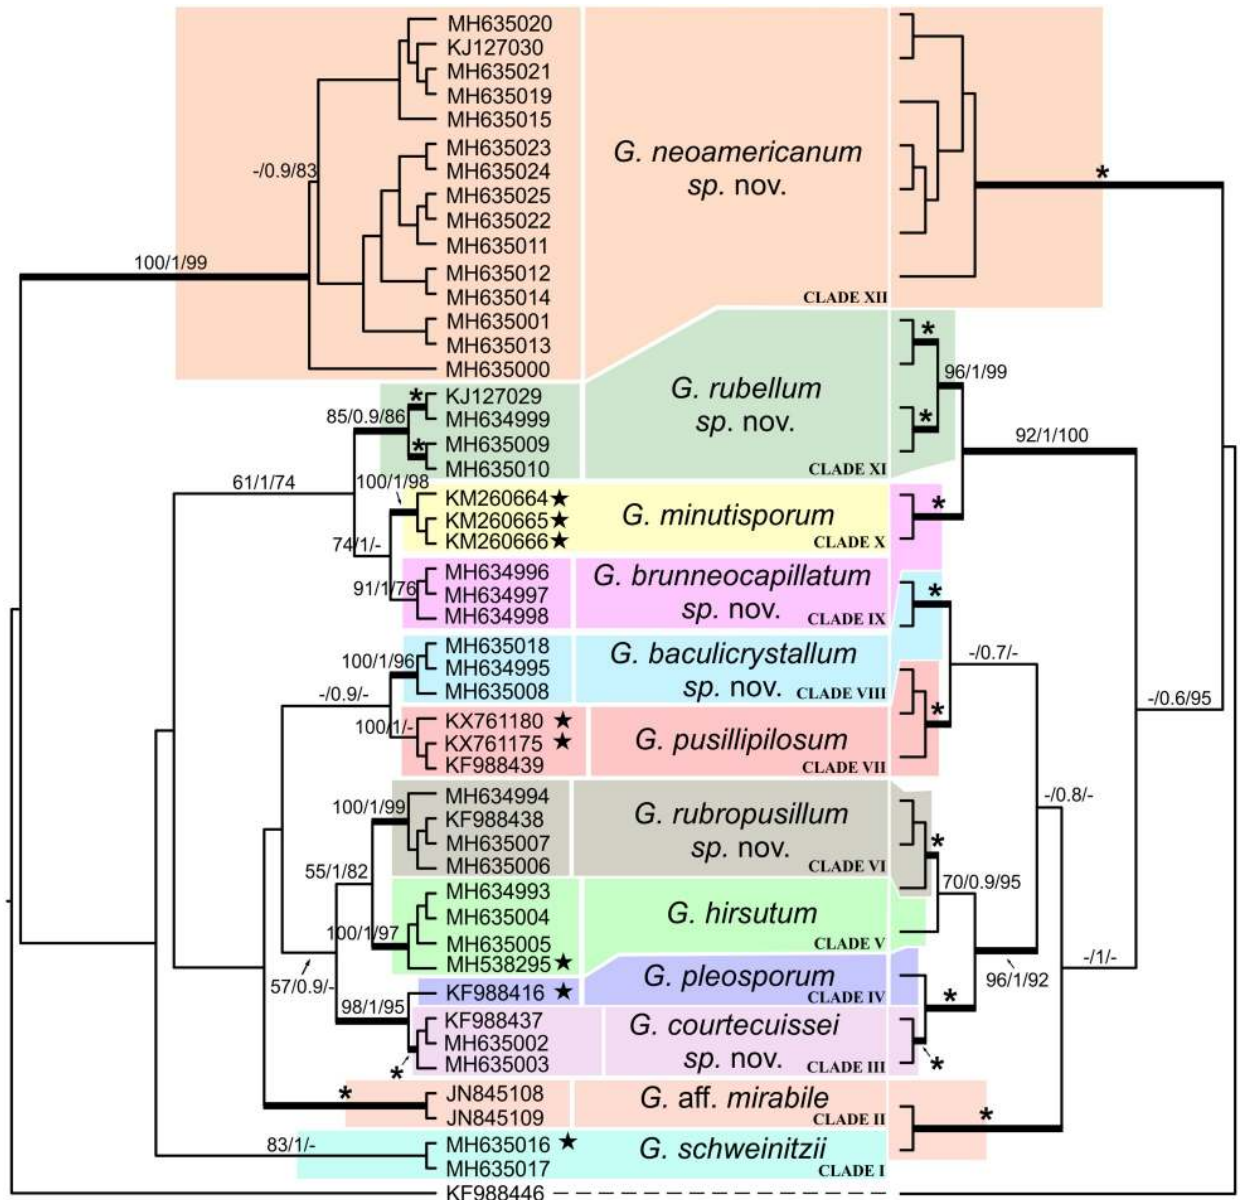 MH635020
KJ127030
MH635021
MH635019
MH635015
MH635023
MH635024
MH635025
MH635022
MH635011
MH635012
MH635014
MH635001
MH635013
MH635000
-/0.9/83
100/1/99
G. neoamericanum
sp. nov.
CLADE XII
*
KJ127029
MH634999
MH635009
MH635010
*
*
85/0.9/86
G. rubellum
sp. nov.
CLADE XI
*
*
96/1/99
92/1/100
61/1/74
100/1/98
KM260664★
KM260665★
KM260666★
G. minutisporum
CLADE X
*
74/1/-
91/1/76
MH634996
MH634997
MH634998
G. brunneocapillatum
sp. nov.
CLADE IX
100/1/96
MH635018
MH634995
MH635008
G. baculicrystallum
sp. nov.
CLADE VIII
*
-/0.7/-
-/0.6/95
-/0.9/-
100/1/-
KX761180 ★
KX761175 ★
KF988439
G. pusillipilosum
CLADE VII
*
100/1/99
MH634994
KF988438
MH635007
MH635006
G. rubropusillum
sp. nov.
CLADE VI
*
-/0.8/-
55/1/82
70/0.9/95
100/1/97
MH634993
MH635004
MH635005
MH538295★
G. hirsutum
CLADE V
57/0.9/-
96/1/92
-/1/-
98/1/95
KF988416 ★
G. pleosporum
CLADE IV
*
KF988437
MH635002
MH635003
*
G. courtecuissei
sp. nov.
CLADE III
*
*
JN845108
JN845109
G. aff. mirabile
CLADE II
*
83/1/-
MH635016 ★
MH635017
G. schweinitzii
CLADE I
KF988446